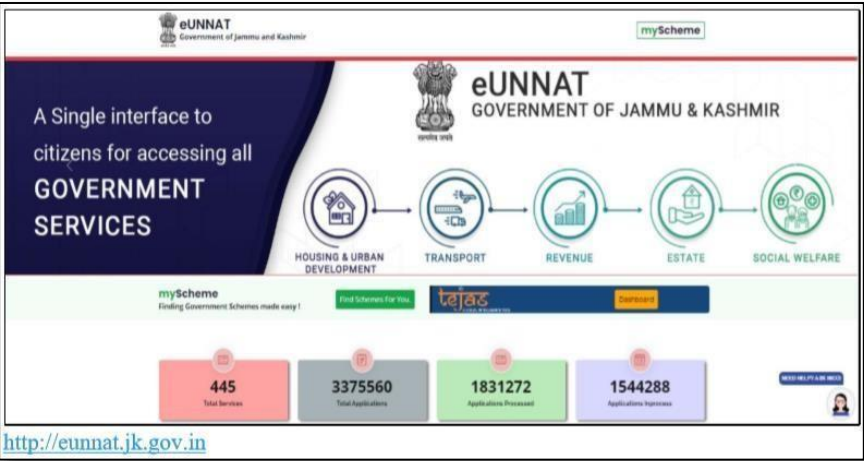 eUNNAT
Government of Jammu and Kashmir
myScheme
A Single interface to
citizens for accessing all
GOVERNMENT
SERVICES
सत्यमेव जयते
eUNNAT
GOVERNMENT OF JAMMU & KASHMIR
HOUSING & URBAN
DEVELOPMENT
TRANSPORT
REVENUE
ESTATE
SOCIAL WELFARE
myScheme
Finding Government Schemes made easy !
Find Schemes For You
tejas
Dashboard
445
Total Services
3375560
Total Applications
1831272
Applications Processed
1544288
Applications Inprocess
http://eunnat.jk.gov.in